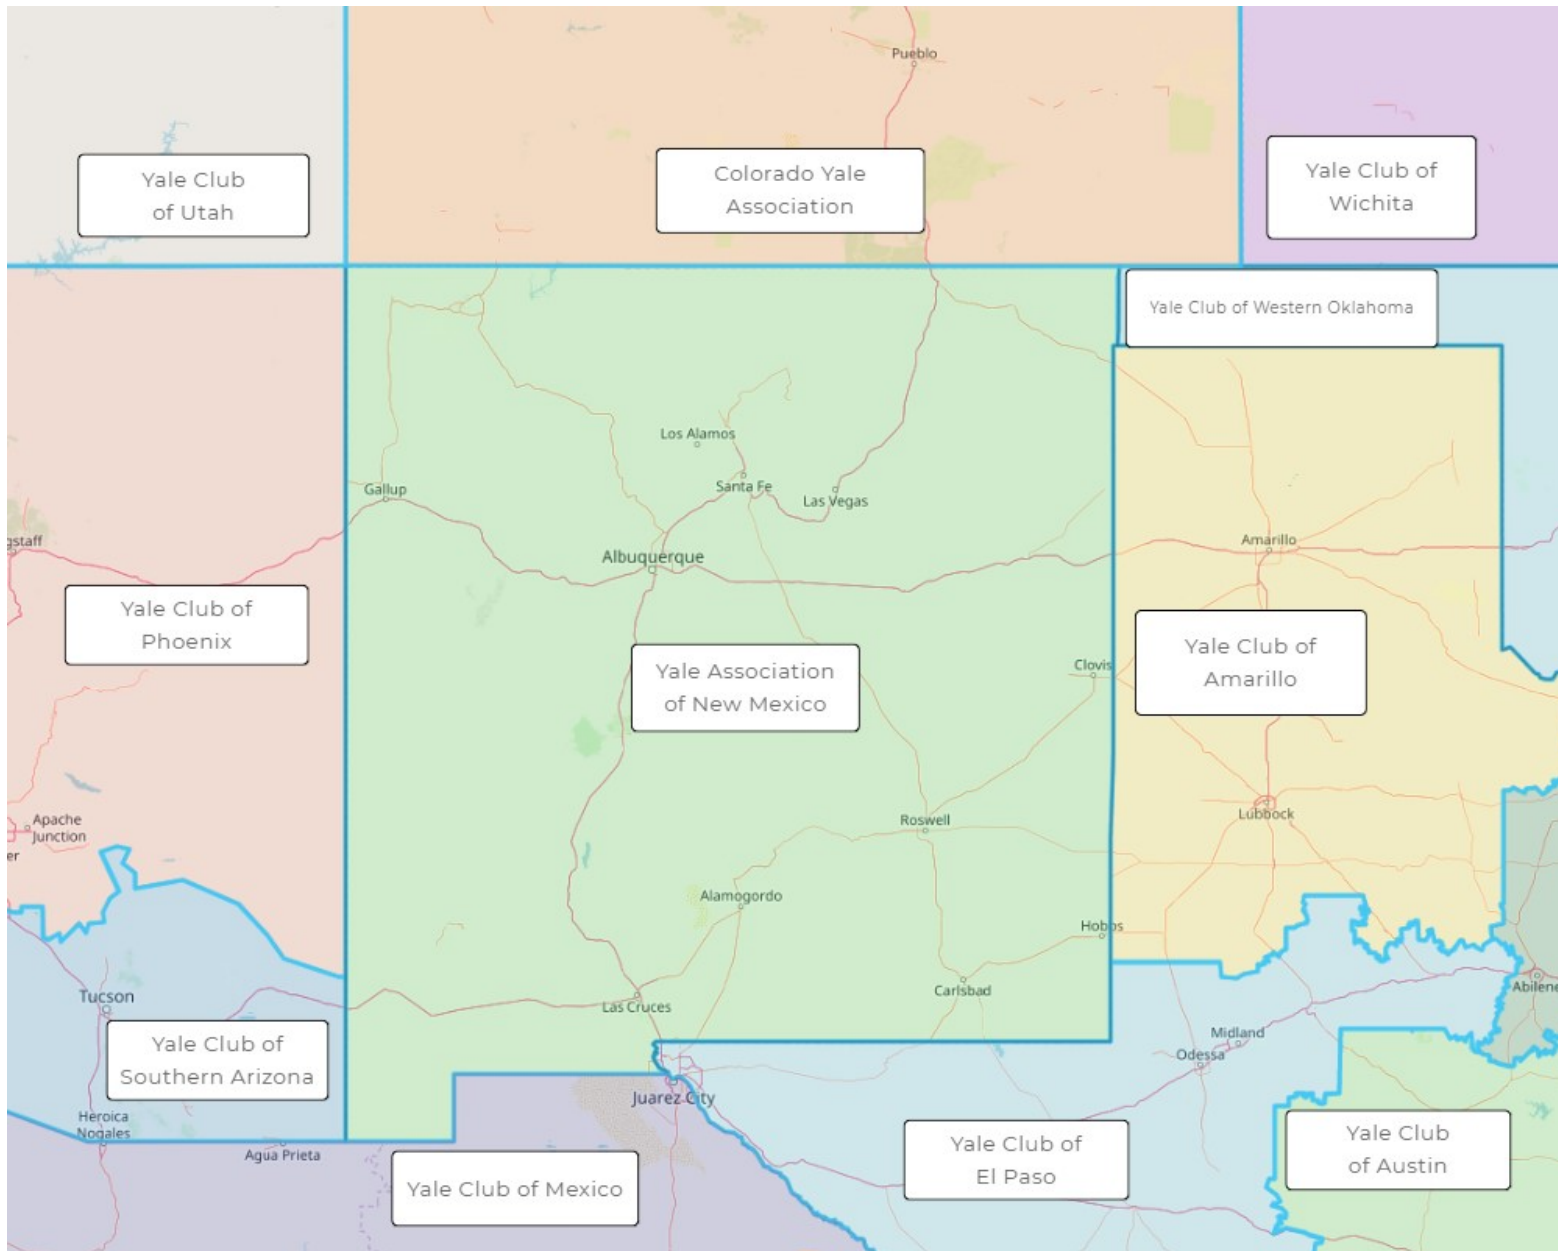 Pueblo
Yale Club
of Utah
Colorado Yale
Association
Yale Club of
Wichita
Yale Club of Western Oklahoma
Los Alamos
Gallup
Santa Fe
Las Vegas
gstaff
Albuquerque
Amarillo
Yale Club of
Phoenix
Yale Association
of New Mexico
Clovis
Yale Club of
Amarillo
Apache
Junction
er
Roswell
Lubbock
Alamogordo
Hobbs
Tucson
Las Cruces
Carlsbad
Abilene
Yale Club of
Southern Arizona
Midland
Odessa
Juarez City
Heroica
Nogales
Agua Prieta
Yale Club of Mexico
Yale Club of
El Paso
Yale Club
of Austin